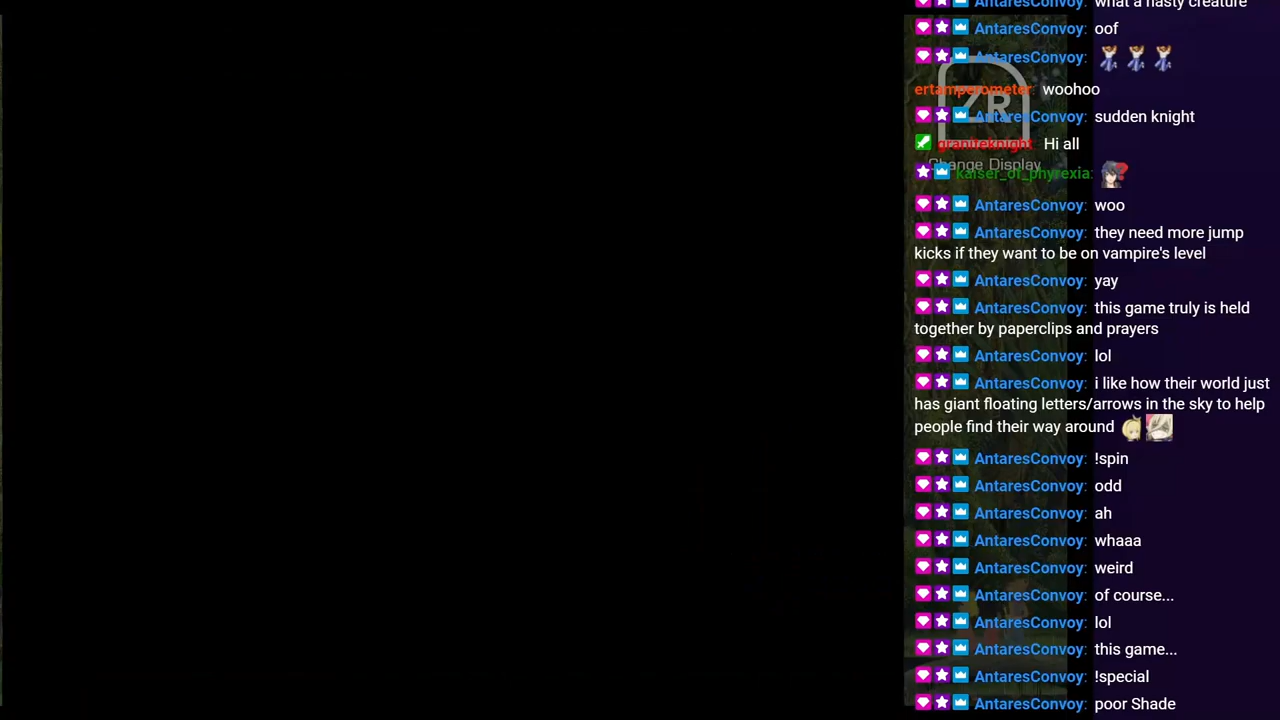 AntaresConvoy: what a nasty creature
AntaresConvoy: oof
AntaresConvoy:
ertamperometer: woohoo
AntaresConvoy: sudden knight
graniteknight: Hi all
kaiser_of_phyrexia:
AntaresConvoy: woo
AntaresConvoy: they need more jump
kicks if they want to be on vampire's level
AntaresConvoy: yay
AntaresConvoy: this game truly is held
together by paperclips and prayers
AntaresConvoy: lol
AntaresConvoy: i like how their world just
has giant floating letters/arrows in the sky to help
people find their way around
AntaresConvoy: !spin
AntaresConvoy: odd
AntaresConvoy: ah
AntaresConvoy: whaaa
AntaresConvoy: weird
AntaresConvoy: of course...
AntaresConvoy: lol
AntaresConvoy: this game...
AntaresConvoy: !special
AntaresConvoy: poor Shade
ZR
Change Display